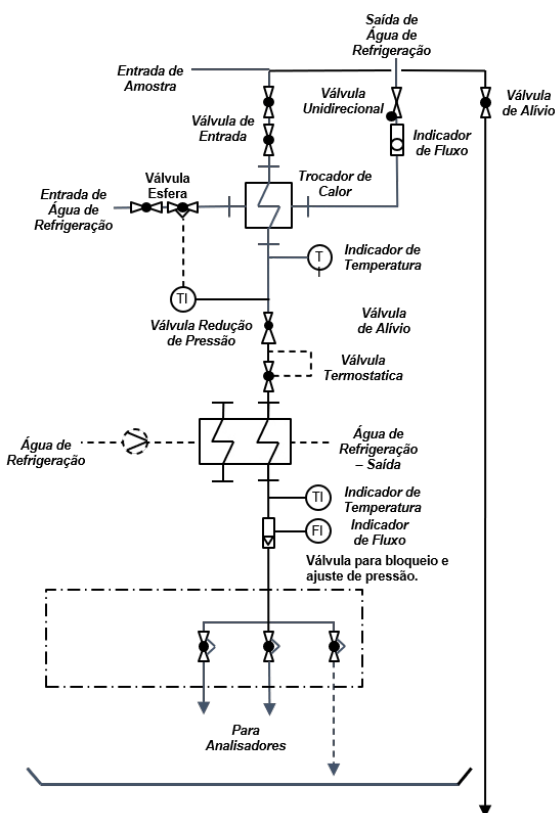 Saída de
Água de
Refrigeração
Entrada de
Amostra
Válvula
Unidirecional
Válvula
de Alívio
Válvula de
Entrada
Indicador
de Fluxo
Válvula
Esfera
Trocador de
Calor
Entrada de
Água de
Refrigeração
T
I
Indicador de
Temperatura
TI
Válvula Redução
de Pressão
Válvula
de Alívio
Válvula
Termostatica
Água de
Refrigeração
Água de
Refrigeração
– Saída
TI
Indicador de
Temperatura
FI
Indicador
de Fluxo
Válvula para bloqueio e
ajuste de pressão.
Para
Analisadores